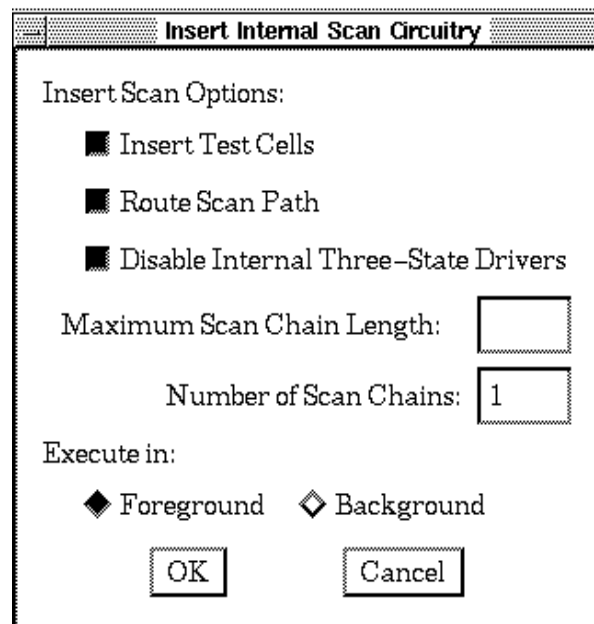 Insert Internal Scan Circuitry
Insert Scan Options:
Insert Test Cells
Route Scan Path
Disable Internal Three–State Drivers
Maximum Scan Chain Length:
Number of Scan Chains: 1
Execute in:
Foreground Background
OK Cancel